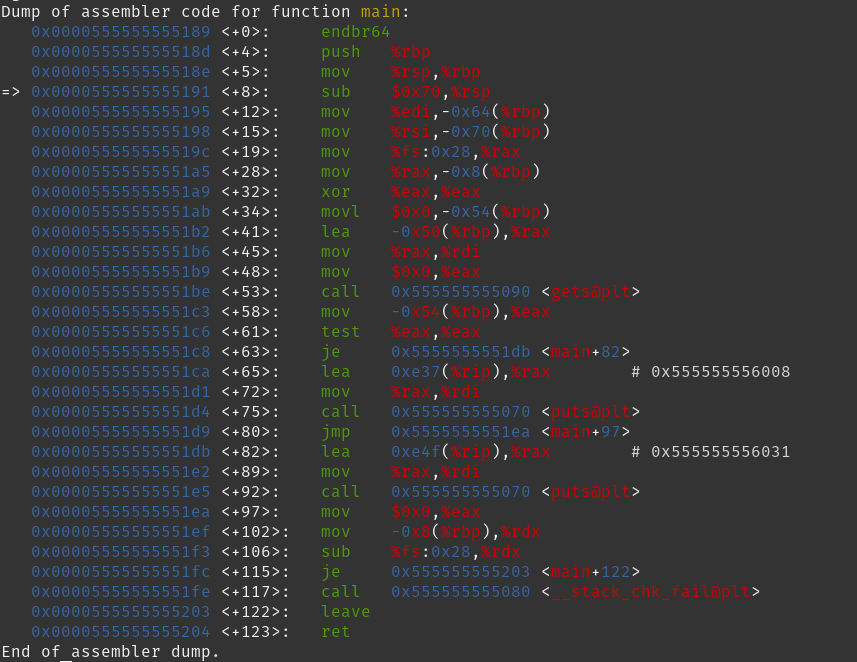 Dump of assembler code for function main:
   0x0000555555555189 <+0>:     endbr64
   0x000055555555518d <+4>:     push   %rbp
   0x000055555555518e <+5>:     mov    %rsp,%rbp
=> 0x0000555555555191 <+8>:     sub    $0x70,%rsp
   0x0000555555555195 <+12>:    mov    %edi,-0x64(%rbp)
   0x0000555555555198 <+15>:    mov    %rsi,-0x70(%rbp)
   0x000055555555519c <+19>:    mov    %fs:0x28,%rax
   0x00005555555551a5 <+28>:    mov    %rax,-0x8(%rbp)
   0x00005555555551a9 <+32>:    xor    %eax,%eax
   0x00005555555551ab <+34>:    movl   $0x0,-0x54(%rbp)
   0x00005555555551b2 <+41>:    lea    -0x50(%rbp),%rax
   0x00005555555551b6 <+45>:    mov    %rax,%rdi
   0x00005555555551b9 <+48>:    mov    $0x0,%eax
   0x00005555555551be <+53>:    call   0x555555555090 <gets@plt>
   0x00005555555551c3 <+58>:    mov    -0x54(%rbp),%eax
   0x00005555555551c6 <+61>:    test   %eax,%eax
   0x00005555555551c8 <+63>:    je     0x5555555551db <main+82>
   0x00005555555551ca <+65>:    lea    0xe37(%rip),%rax        # 0x555555556008
   0x00005555555551d1 <+72>:    mov    %rax,%rdi
   0x00005555555551d4 <+75>:    call   0x555555555070 <puts@plt>
   0x00005555555551d9 <+80>:    jmp    0x5555555551ea <main+97>
   0x00005555555551db <+82>:    lea    0xe4f(%rip),%rax        # 0x555555556031
   0x00005555555551e2 <+89>:    mov    %rax,%rdi
   0x00005555555551e5 <+92>:    call   0x555555555070 <puts@plt>
   0x00005555555551ea <+97>:    mov    $0x0,%eax
   0x00005555555551ef <+102>:   mov    -0x8(%rbp),%rdx
   0x00005555555551f3 <+106>:   sub    %fs:0x28,%rdx
   0x00005555555551fc <+115>:   je     0x555555555203 <main+122>
   0x00005555555551fe <+117>:   call   0x555555555080 <__stack_chk_fail@plt>
   0x0000555555555203 <+122>:   leave
   0x0000555555555204 <+123>:   ret
End of assembler dump.